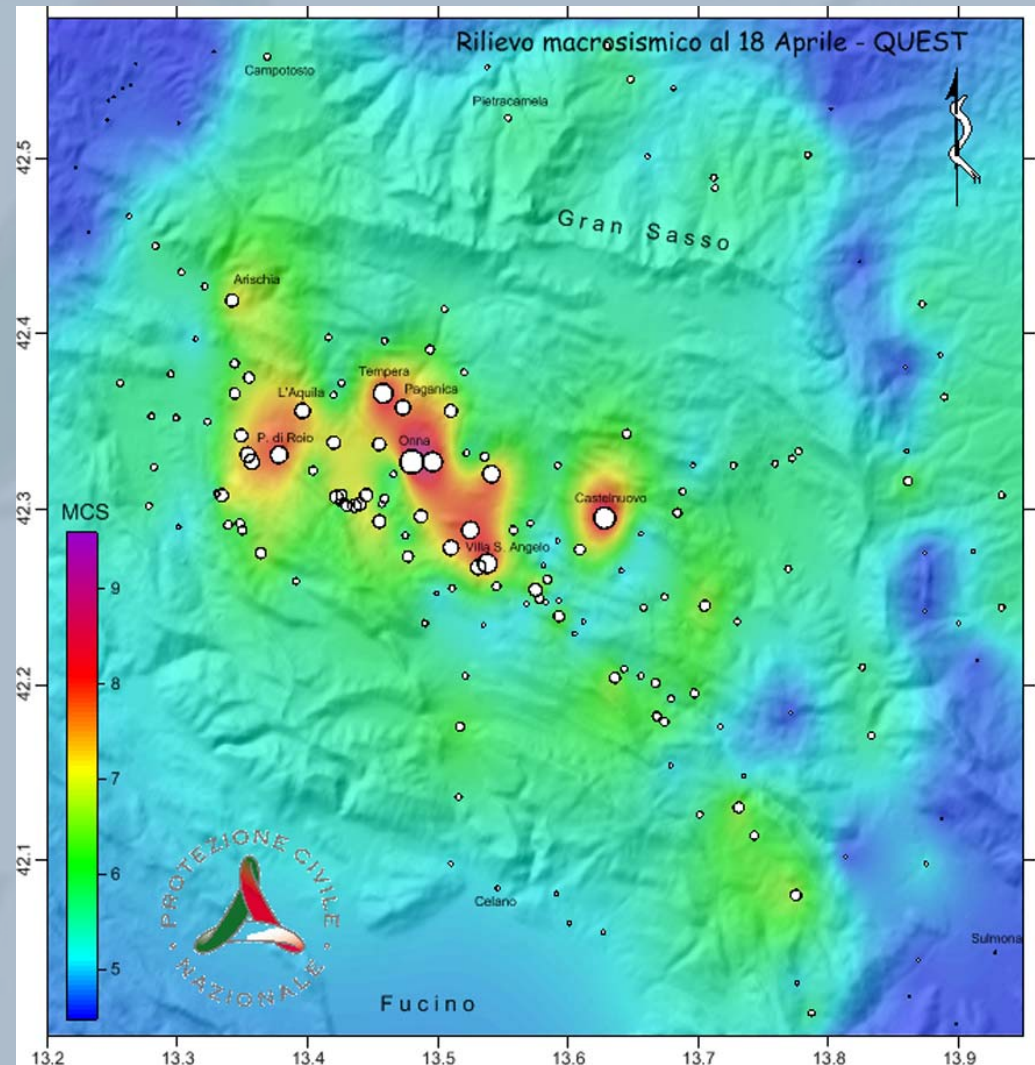 Rilievo macrosismico al 18 Aprile - QUEST
Campotosto
Pietracamela
n
42.5
Gran Sasso
Arischia
42.4
Tempera
L'Aquila
Paganica
P. di Roio
Onna
Castelnuovo
42.3
MCS
Villa S. Angelo
9
42.2
8
7
42.1
PROTEZIONE CIVILE
NAZIONALE
6
Celano
Sulmona
5
Fucino
13.2 13.3 13.4 13.5 13.6 13.7 13.8 13.9